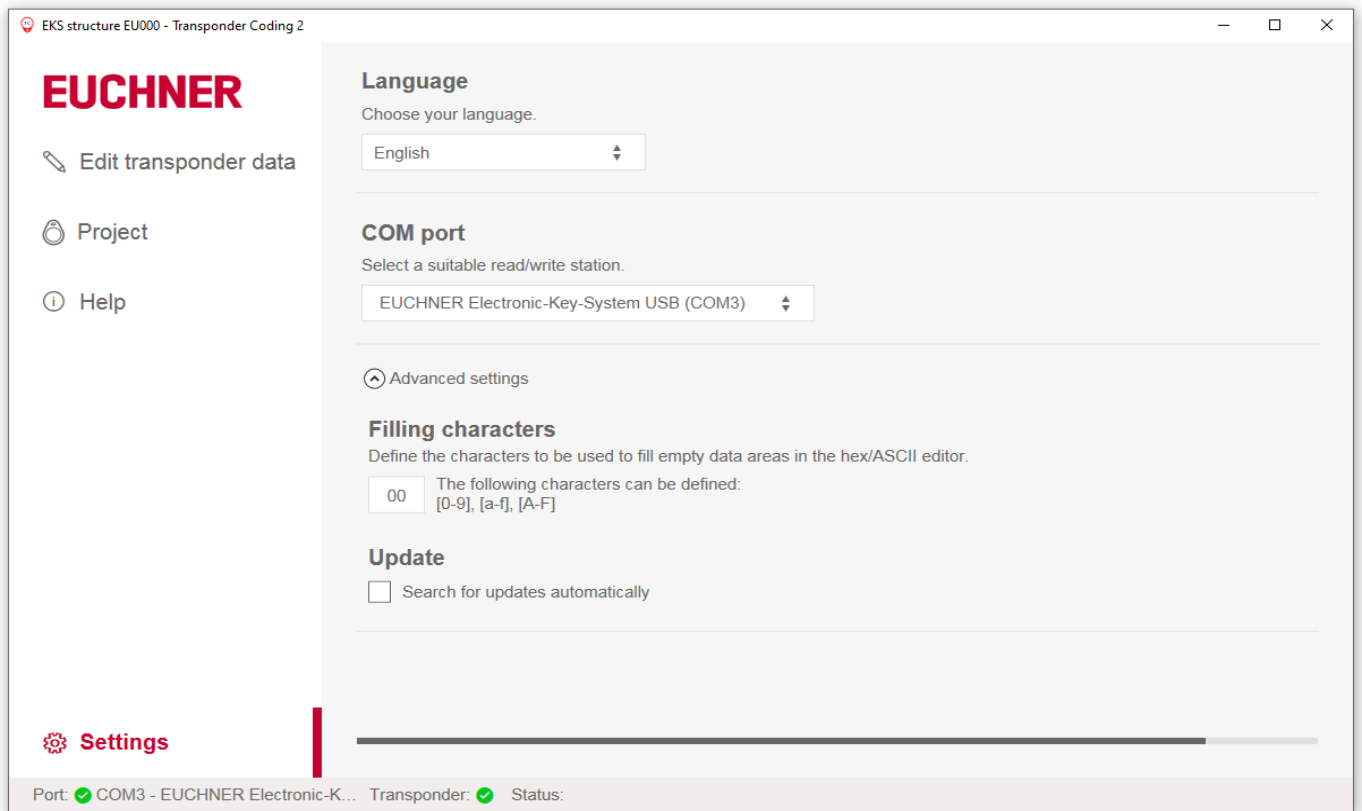 EKS structure EU000 - Transponder Coding 2
EUCHNER
Edit transponder data
Project
Help
Settings
Language
Choose your language.
English
COM port
Select a suitable read/write station.
EUCHNER Electronic-Key-System USB (COM3)
Advanced settings
Filling characters
Define the characters to be used to fill empty data areas in the hex/ASCII editor.
00
The following characters can be defined:
[0-9], [a-f], [A-F]
Update
Search for updates automatically
Port: COM3 - EUCHNER Electronic-K... Transponder: Status: